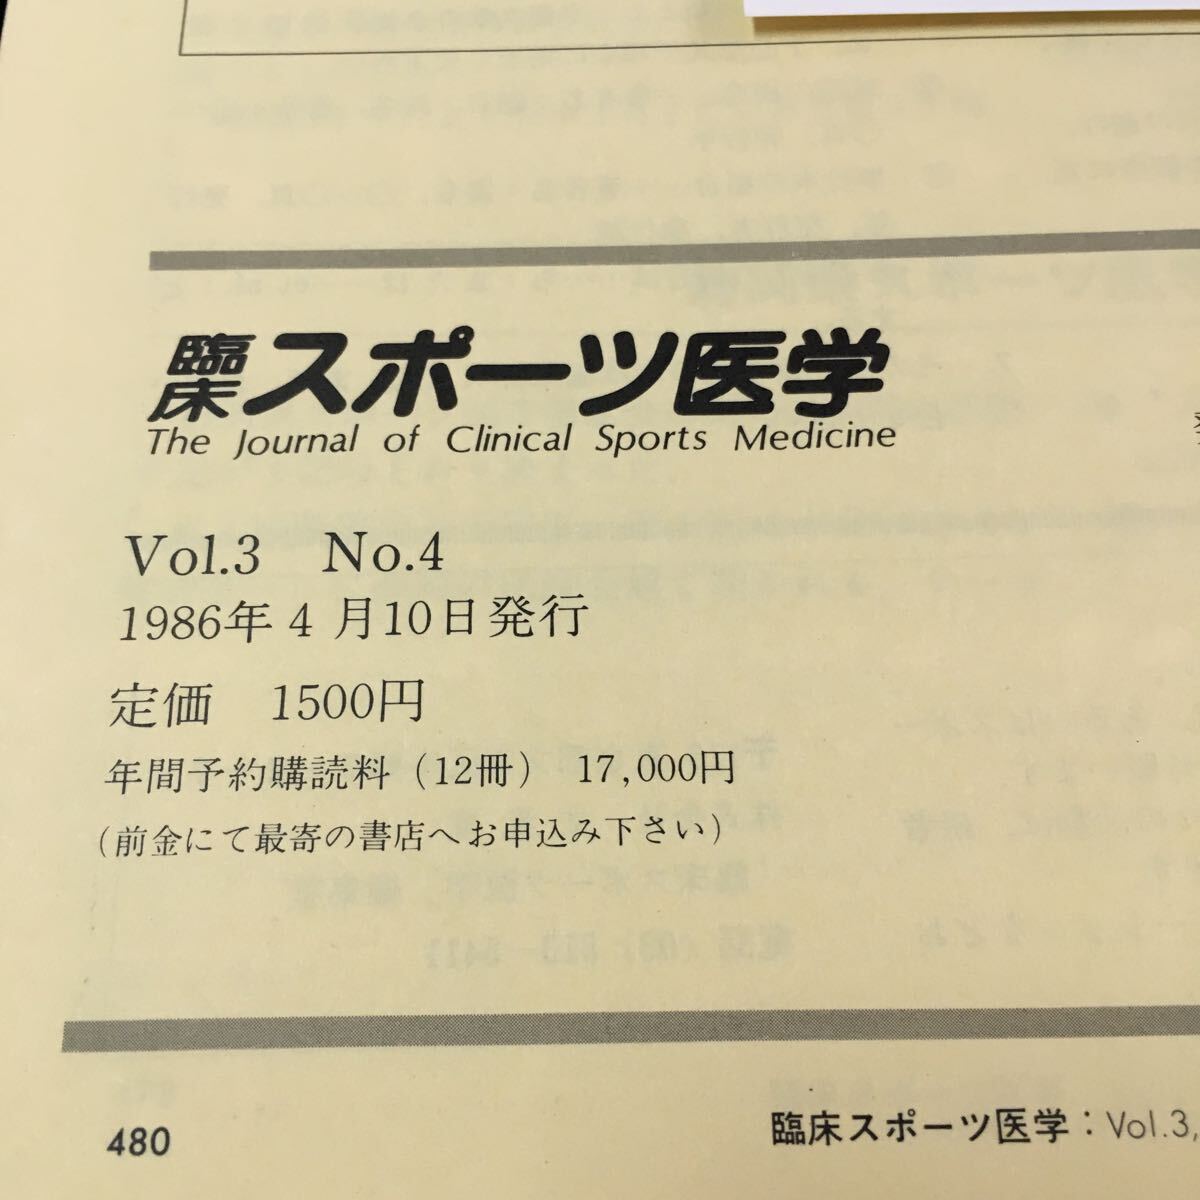 臨床スポーツ医学
The Journal of Clinical Sports Medicine
Vol.3 No.4
1986年4月10日発行
定価 1500円
年間予約購読料（12冊） 17,000円
（前金にて最寄の書店へお申込み下さい）
480
臨床スポーツ医学：Vol.3,